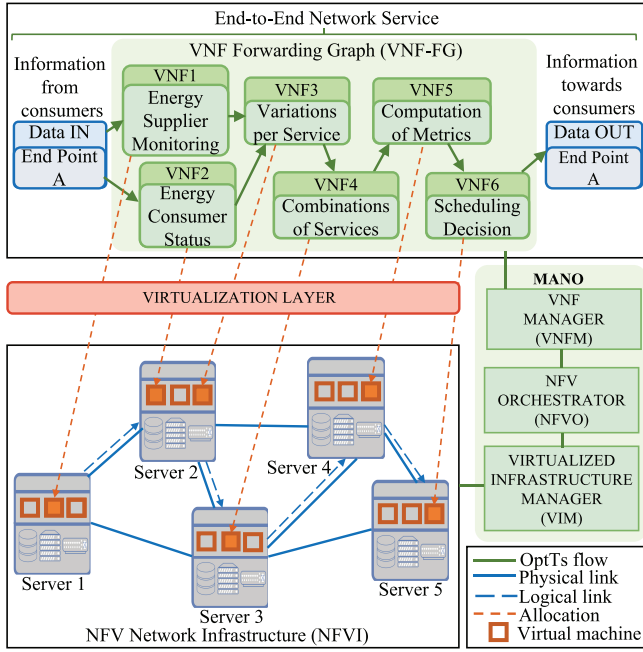 End-to-End Network Service
VNF Forwarding Graph (VNF-FG)
Information
from
consumers
Data IN
End Point
A
VNF1
Energy
Supplier
Monitoring
VNF2
Energy
Consumer
Status
VNF3
Variations
per Service
VNF4
Combinations
of Services
VNF5
Computation
of Metrics
VNF6
Scheduling
Decision
Information
towards
consumers
Data OUT
End Point
A
VIRTUALIZATION LAYER
MANO
VNF
MANAGER
(VNFM)
NFV
ORCHESTRATOR
(NFVO)
VIRTUALIZED
INFRASTRUCTURE
MANAGER
(VIM)
Server 1
Server 2
Server 3
Server 4
Server 5
NFV Network Infrastructure (NFVI)
OptTs flow
Physical link
Logical link
Allocation
Virtual machine